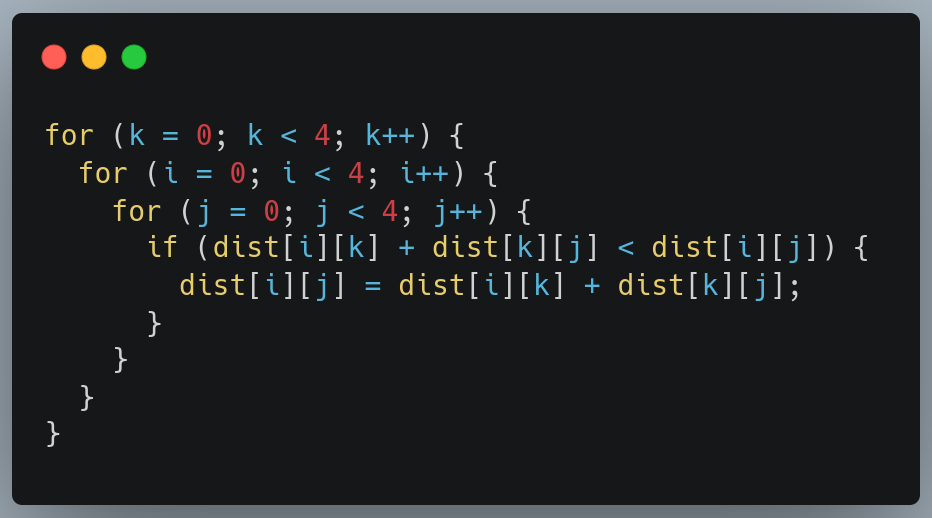 for (k = 0; k < 4; k++) {
  for (i = 0; i < 4; i++) {
    for (j = 0; j < 4; j++) {
      if (dist[i][k] + dist[k][j] < dist[i][j]) {
        dist[i][j] = dist[i][k] + dist[k][j];
      }
    }
  }
}